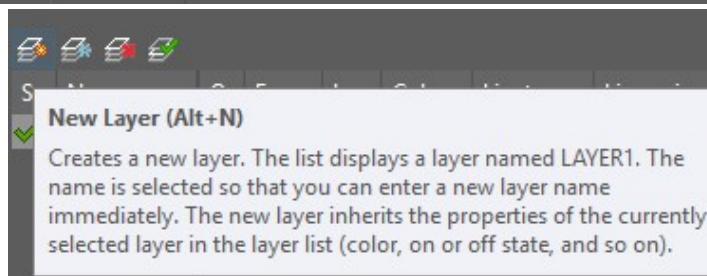 S
New Layer (Alt+N)
Creates a new layer. The list displays a layer named LAYER1. The
name is selected so that you can enter a new layer name
immediately. The new layer inherits the properties of the currently
selected layer in the layer list (color, on or off state, and so on).